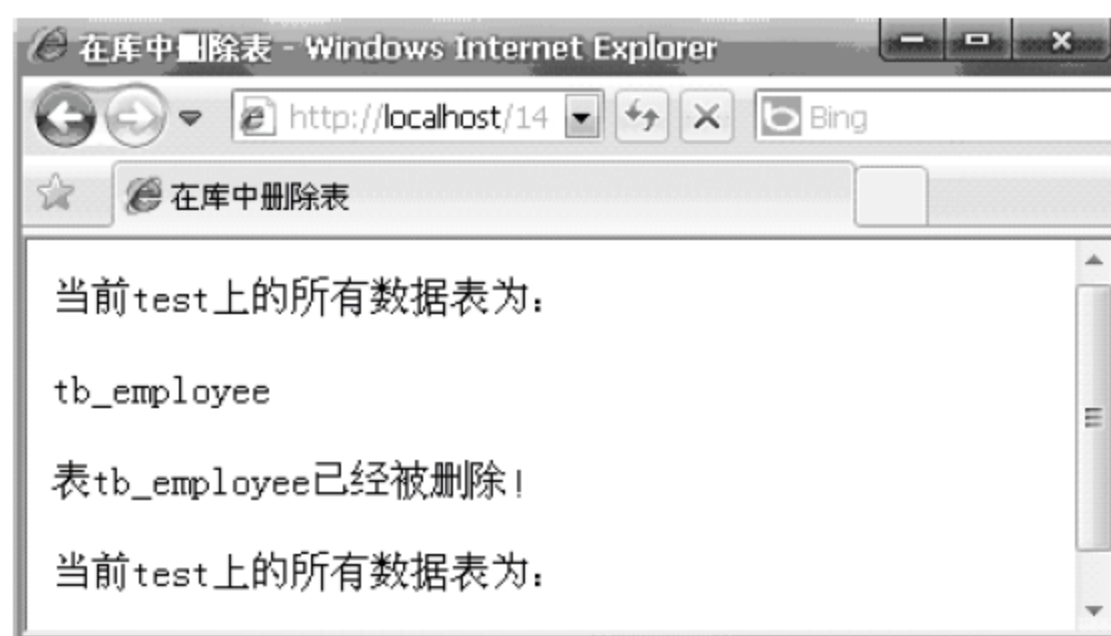 在库中删除表 - Windows Internet Explorer
http://localhost/14
Bing
在库中删除表
当前test上的所有数据表为：
tb_employee
表tb_employee已经被删除！
当前test上的所有数据表为：